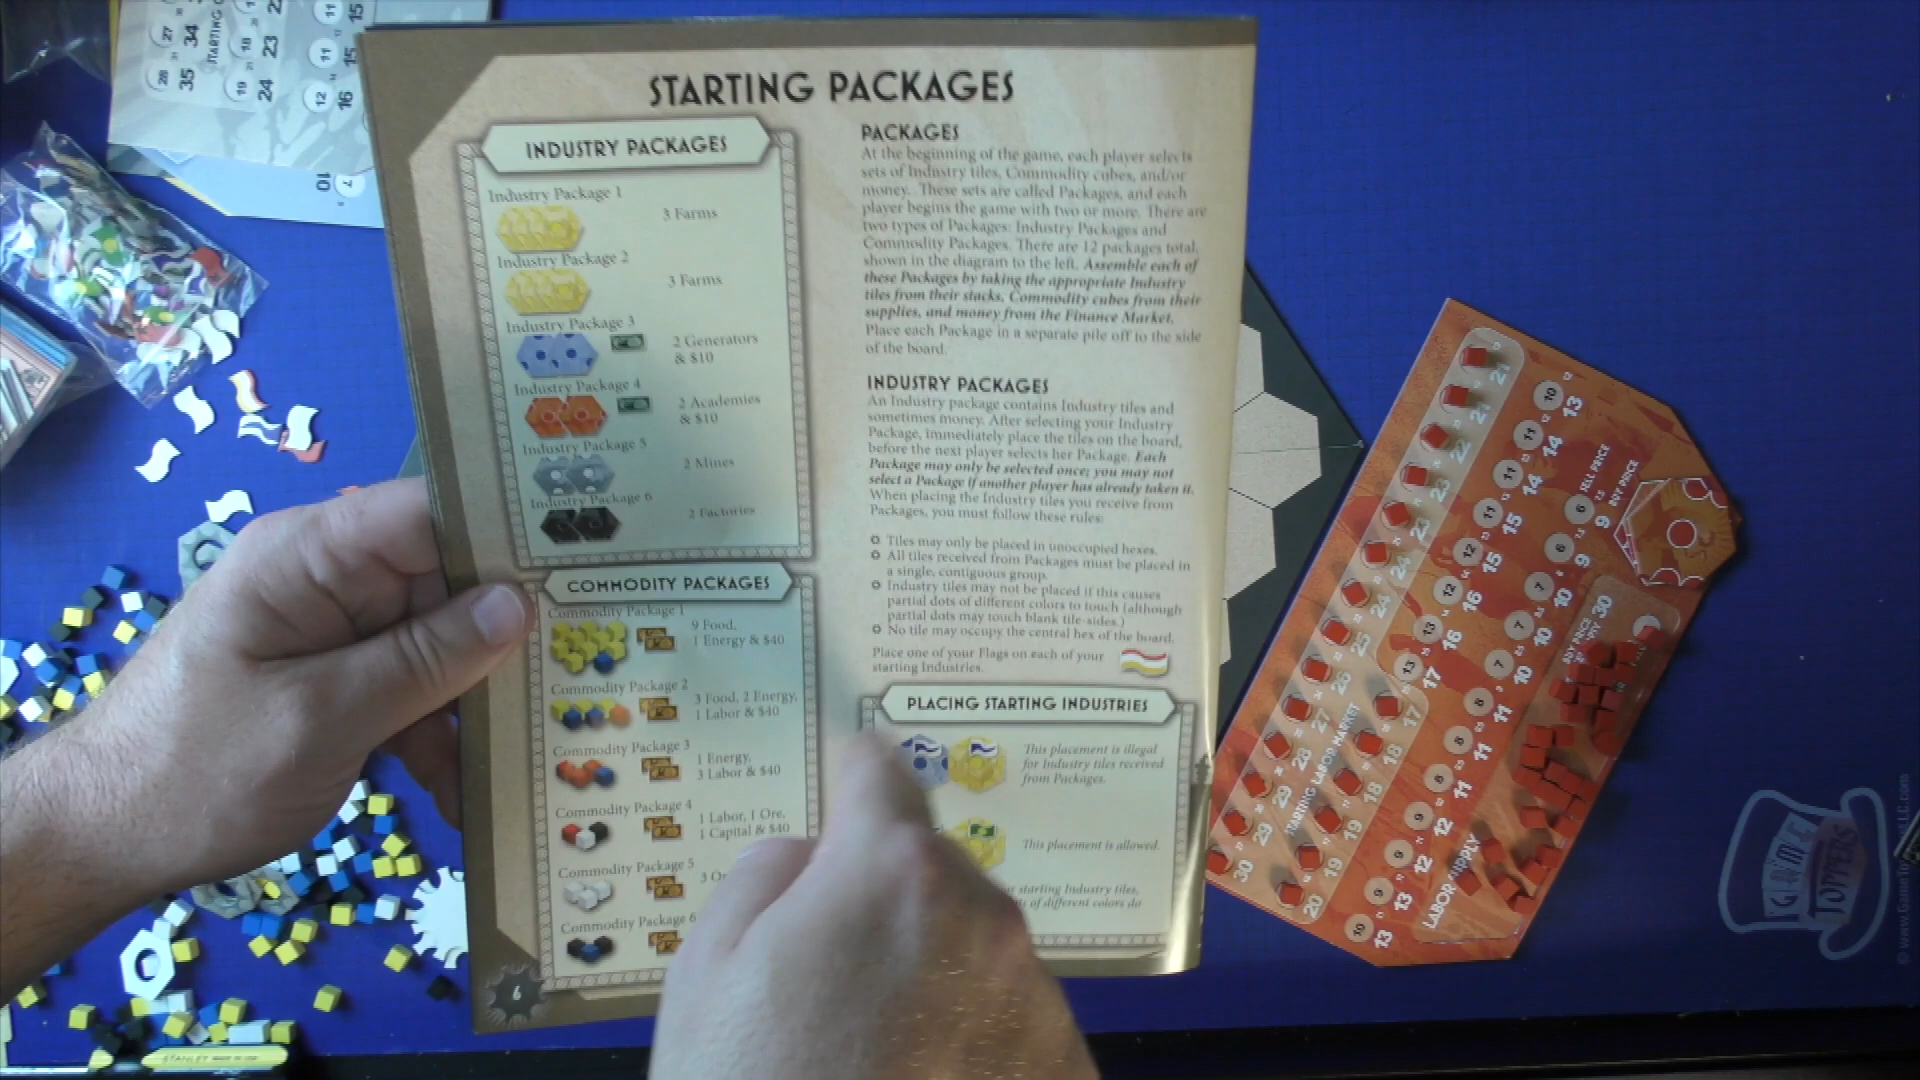 STARTING PACKAGES
INDUSTRY PACKAGES
Industry Package 1
3 Farms
Industry Package 2
3 Farms
Industry Package 3
2 Generators
& $10
Industry Package 4
2 Academies
& $10
Industry Package 5
2 Mines
Industry Package 6
2 Factories
COMMODITY PACKAGES
Commodity Package 1
9 Food,
1 Energy & $40
Commodity Package 2
3 Food, 2 Energy,
1 Labor & $40
Commodity Package 3
1 Energy,
3 Labor & $40
Commodity Package 4
1 Labor, 1 Ore,
1 Capital & $40
Commodity Package 5
3
Commodity Package 6
6
PACKAGES
At the beginning of the game, each player selects
sets of Industry tiles, Commodity cubes, and/or
money. These sets are called Packages, and each
player begins the game with two or more. There are
two types of Packages: Industry Packages and
Commodity Packages. There are 12 packages total,
shown in the diagram to the left. Assemble each of
these Packages by taking the appropriate Industry
tiles from their stacks, Commodity cubes from their
supplies, and money from the Finance Market.
Place each Package in a separate pile off to the side
of the board.
INDUSTRY PACKAGES
An Industry package contains Industry tiles and
sometimes money. After selecting your Industry
Package, immediately place the tiles on the board,
before the next player selects her Package. Each
Package may only be selected once; you may not
select a Package if another player has already taken it.
When placing the Industry tiles you receive from
Packages, you must follow these rules:
Tiles may only be placed in unoccupied hexes.
All tiles received from Packages must be placed in
a single, contiguous group.
Industry tiles may not be placed if this causes
partial dots of different colors to touch (although
partial dots may touch blank tile-sides.)
No tile may occupy the central hex of the board.
Place one of your Flags on each of your
starting Industries.
PLACING STARTING INDUSTRIES
This placement is illegal
for Industry tiles received
from Packages.
This placement is allowed.
starting Industry tiles,
of different colors do
STARTING LABOR MARKET
LABOR SUPPLY
SELL PRICE
BUY PRICE
30
GAME
TOPPERS
STANLEY